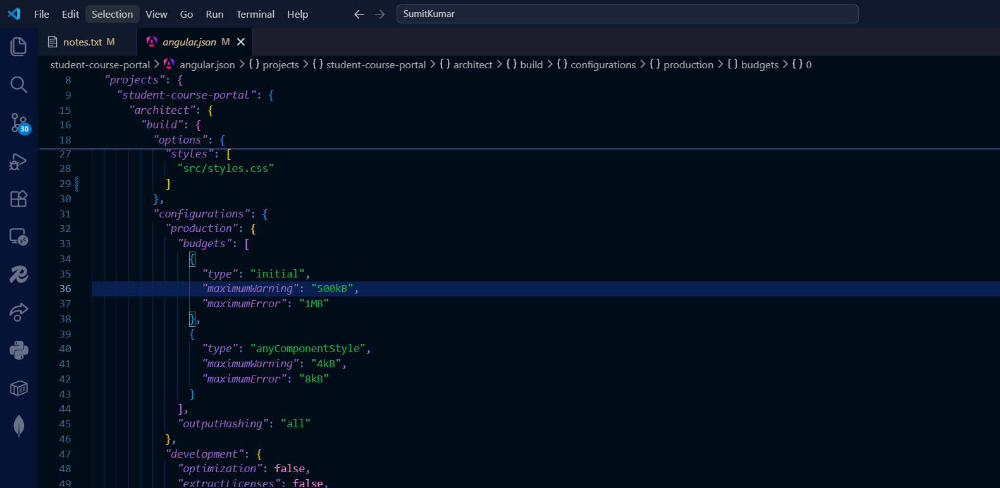 File Edit Selection View Go Run Terminal Help SumitKumar
notes.txt M angular.json M
student-course-portal > angular.json > {} projects > {} student-course-portal > {} architect > {} build > {} configurations > {} production > [] budgets > {} 0
8 "projects": {
9 "student-course-portal": {
15 "architect": {
16 "build": {
18 "options": {
27 "styles": [
28 "src/styles.css"
29 ]
30 },
31 "configurations": {
32 "production": {
33 "budgets": [
34 {
35 "type": "initial",
36 "maximumWarning": "500kB",
37 "maximumError": "1MB"
38 },
39 {
40 "type": "anyComponentStyle",
41 "maximumWarning": "4kB",
42 "maximumError": "8kB"
43 }
44 ],
45 "outputHashing": "all"
46 },
47 "development": {
48 "optimization": false,
49 "extractLicenses": false,
30